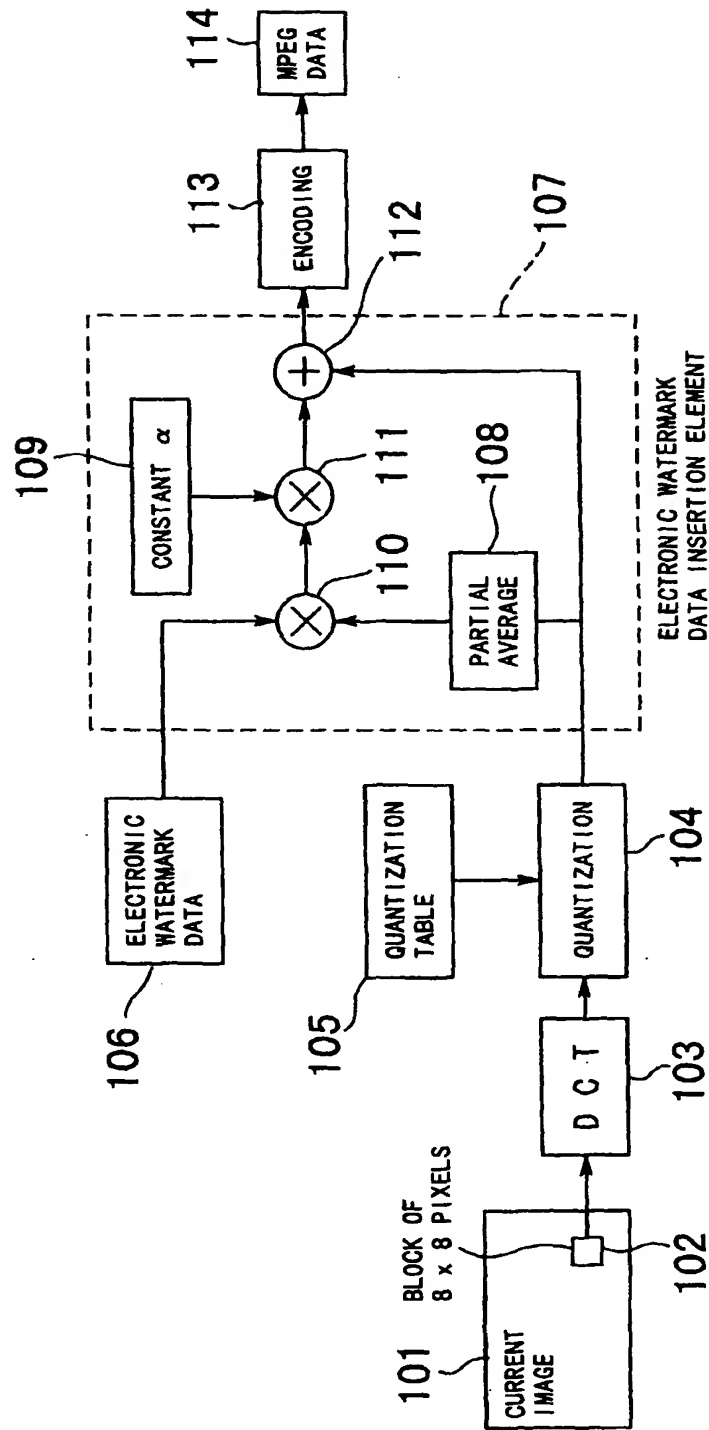 101
CURRENT
IMAGE
BLOCK OF
8 x 8 PIXELS
102
D C T
103
QUANTIZATION
104
QUANTIZATION
TABLE
105
ELECTRONIC
WATERMARK
DATA
106
ELECTRONIC WATERMARK
DATA INSERTION ELEMENT
107
PARTIAL
AVERAGE
108
CONSTANT α
109
×
110
×
111
+
112
ENCODING
113
MPEG
DATA
114